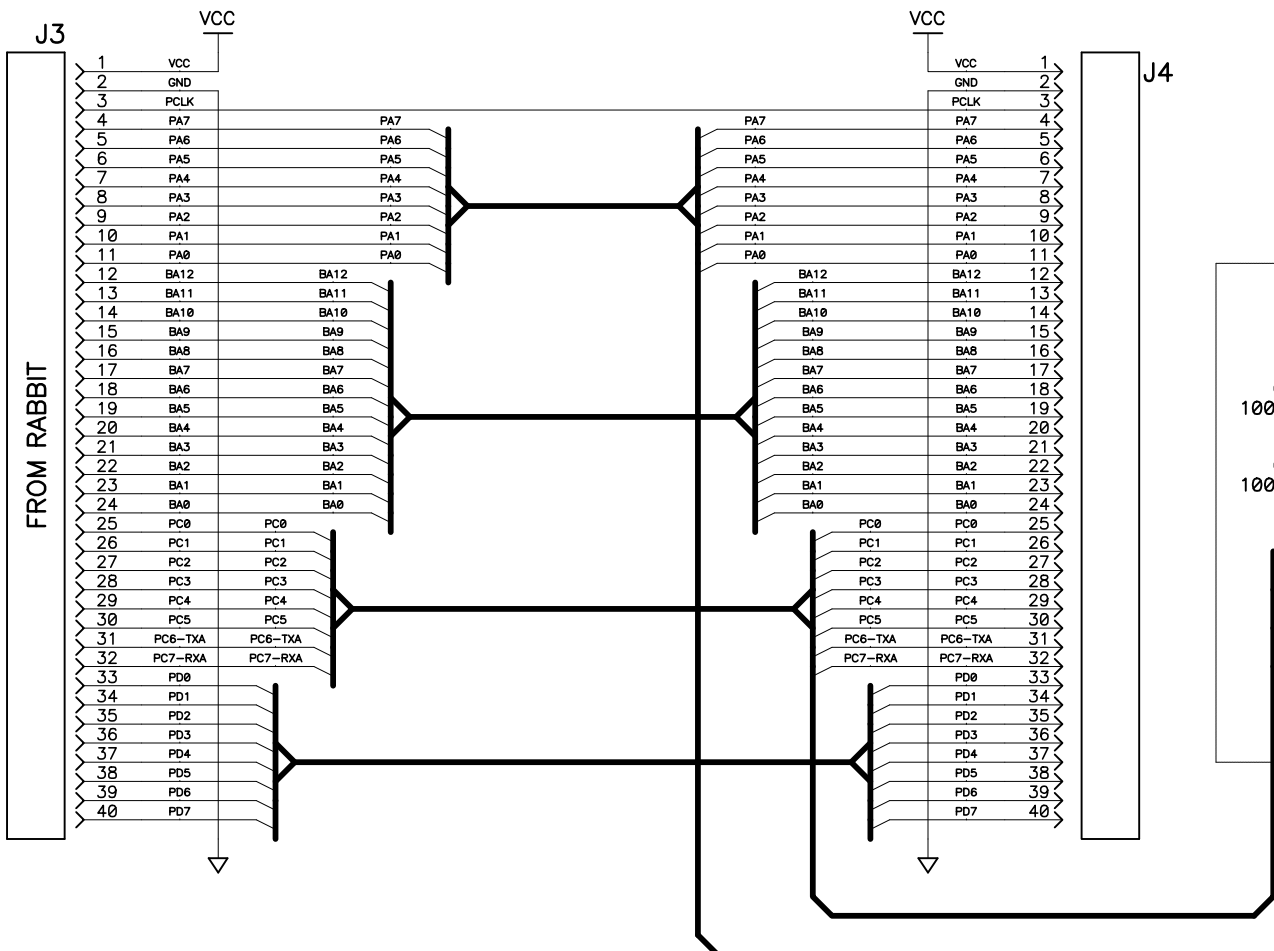 VCC VCC
J3
1 VCC VCC 1
J4
2 GND GND 2
3 PCLK PCLK 3
4 PA7 PA7 PA7 PA7 4
5 PA6 PA6 PA6 PA6 5
6 PA5 PA5 PA5 PA5 6
7 PA4 PA4 PA4 PA4 7
8 PA3 PA3 PA3 PA3 8
9 PA2 PA2 PA2 PA2 9
10 PA1 PA1 PA1 PA1 10
11 PA0 PA0 PA0 PA0 11
12 BA12 BA12 BA12 BA12 12
13 BA11 BA11 BA11 BA11 13
14 BA10 BA10 BA10 BA10 14
15 BA9 BA9 BA9 BA9 15
16 BA8 BA8 BA8 BA8 16
17 BA7 BA7 BA7 BA7 17
18 BA6 BA6 BA6 BA6 18
19 BA5 BA5 BA5 BA5 19
100
20 BA4 BA4 BA4 BA4 20
21 BA3 BA3 BA3 BA3 21
22 BA2 BA2 BA2 BA2 22
23 BA1 BA1 BA1 BA1 23
100
24 BA0 BA0 BA0 BA0 24
FROM RABBIT
25 PC0 PC0 PC0 PC0 25
26 PC1 PC1 PC1 PC1 26
27 PC2 PC2 PC2 PC2 27
28 PC3 PC3 PC3 PC3 28
29 PC4 PC4 PC4 PC4 29
30 PC5 PC5 PC5 PC5 30
31 PC6-TXA PC6-TXA PC6-TXA PC6-TXA 31
32 PC7-RXA PC7-RXA PC7-RXA PC7-RXA 32
33 PD0 PD0 33
34 PD1 PD1 34
35 PD2 PD2 35
36 PD3 PD3 36
37 PD4 PD4 37
38 PD5 PD5 38
39 PD6 PD6 39
40 PD7 PD7 40